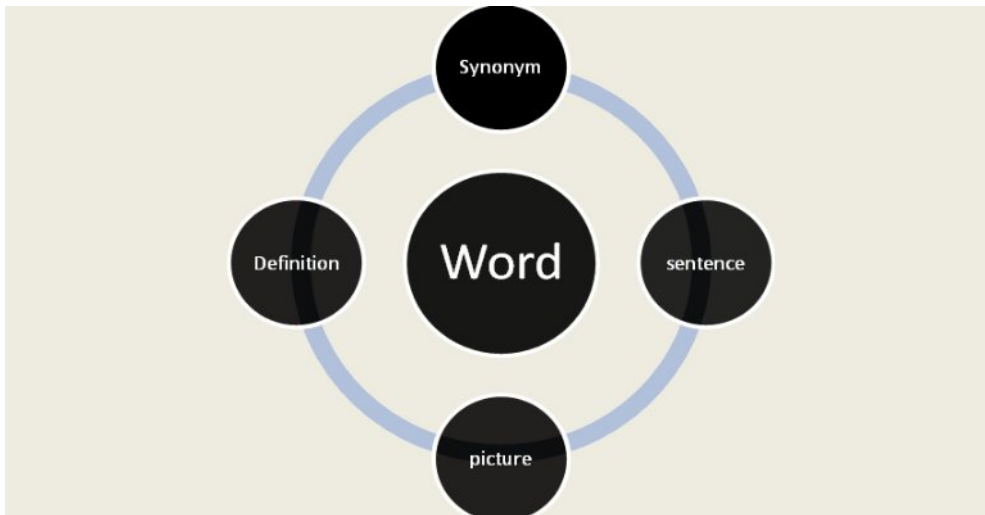 Synonym
Definition
Word
sentence
picture